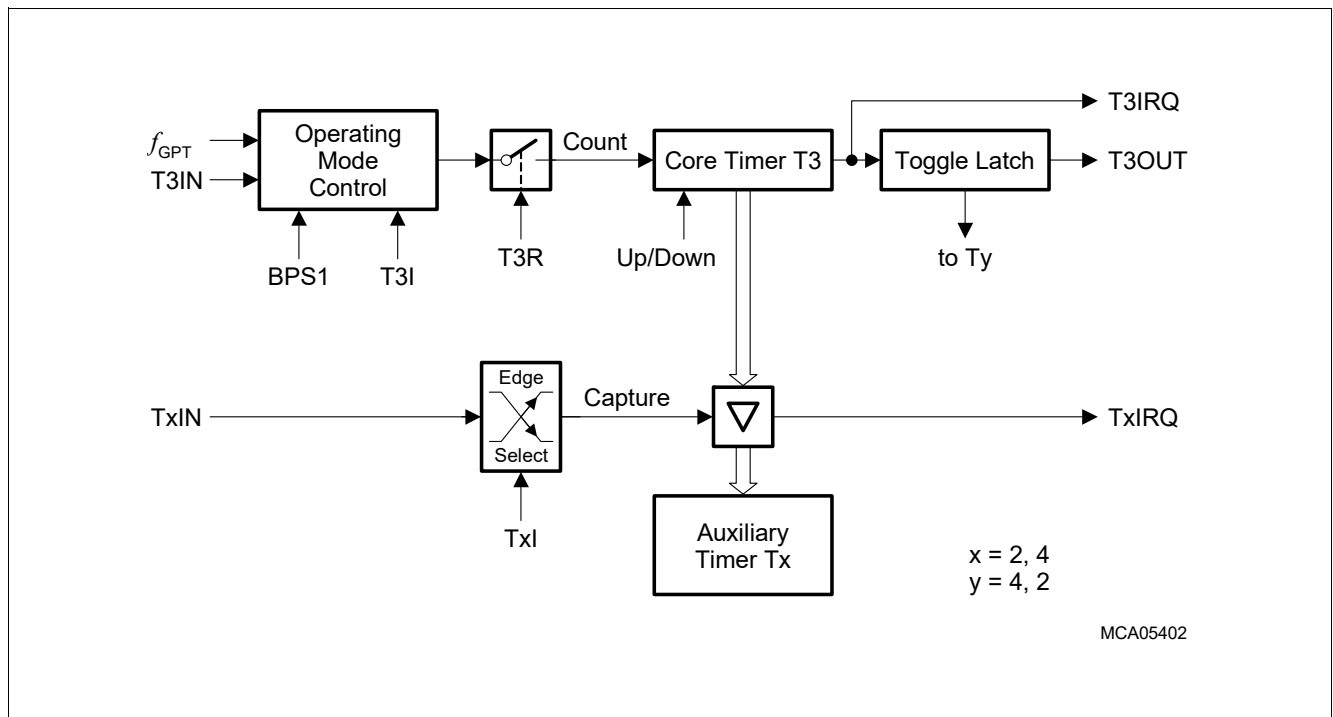 T3IRQ
f GPT
T3IN
Operating
Mode
Control
Count
Core Timer T3
Toggle Latch
T3OUT
BPS1
T3I
T3R
Up/Down
to Ty
TxIN
Edge
Select
Capture
TxIRQ
TxI
Auxiliary
Timer Tx
x = 2, 4
y = 4, 2
MCA05402